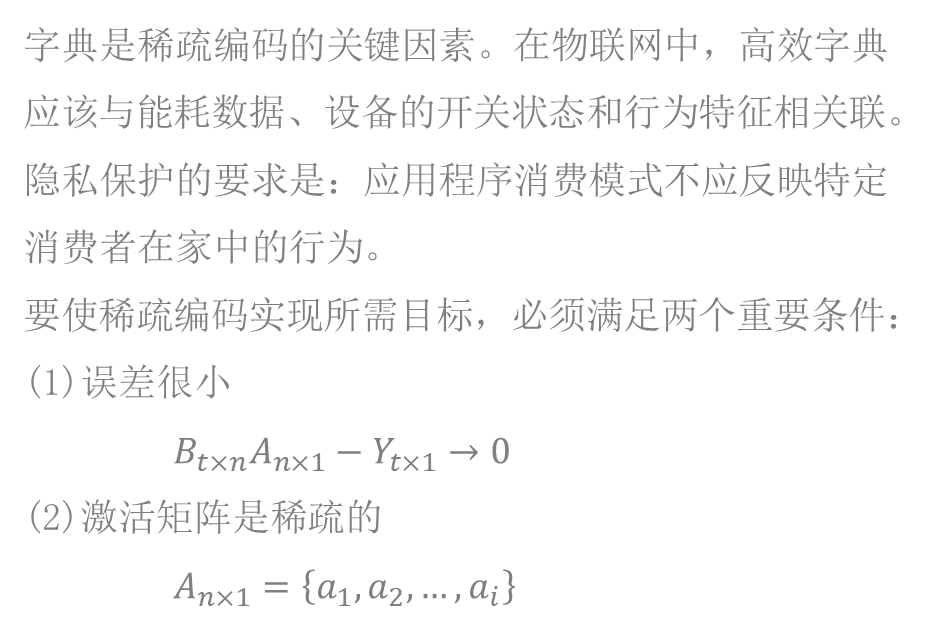 字典是稀疏编码的关键因素。在物联网中，高效字典
应该与能耗数据、设备的开关状态和行为特征相关联。
隐私保护的要求是：应用程序消费模式不应反映特定
消费者在家中的行为。
要使稀疏编码实现所需目标，必须满足两个重要条件：
(1)误差很小
B_{t×n}A_{n×1} − Y_{t×1} → 0
(2)激活矩阵是稀疏的
A_{n×1} = {a_1, a_2, … , a_i}